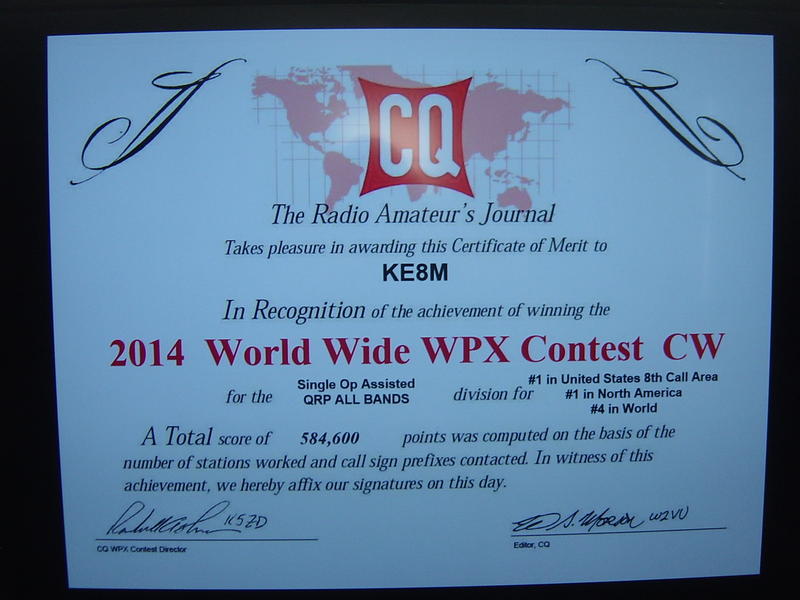 CQ
The Radio Amateur's Journal
Takes pleasure in awarding this Certificate of Merit to
KE8M
In Recognition of the achievement of winning the
2014 World Wide WPX Contest CW
for the Single Op Assisted QRP ALL BANDS division for #1 in United States 8th Call Area
#1 in North America
#4 in World
A Total score of 584,600 points was computed on the basis of the
number of stations worked and call sign prefixes contacted. In witness of this
achievement, we hereby affix our signatures on this day.
K5ZD
W2VU
CQ WPX Contest Director
Editor, CQ